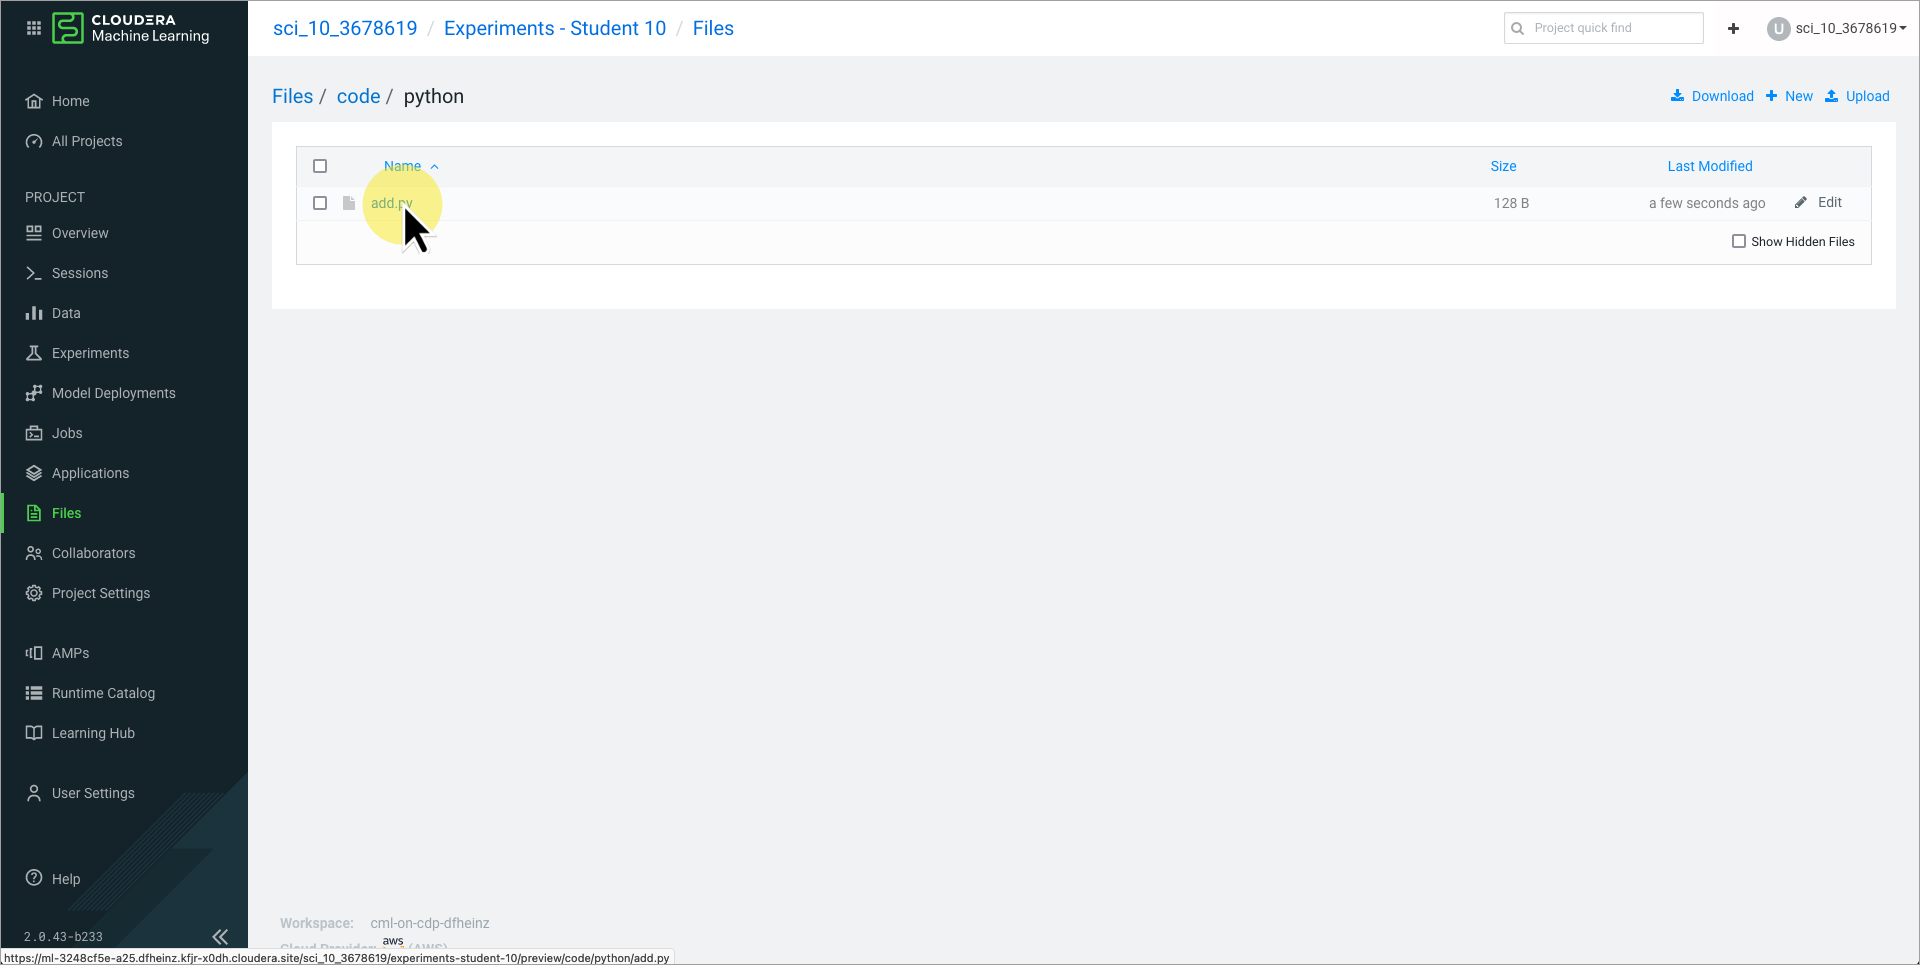 CLOUDERA
Machine Learning
sci_10_3678619 / Experiments - Student 10 / Files
Project quick find
U sci_10_3678619
Home
All Projects
PROJECT
Overview
Sessions
Data
Experiments
Model Deployments
Jobs
Applications
Files
Collaborators
Project Settings
AMPs
Runtime Catalog
Learning Hub
User Settings
Help
2.0.43-b233
Files / code / python
Download New Upload
Name Size Last Modified
add.py 128 B a few seconds ago Edit
Show Hidden Files
Workspace: cml-on-cdp-dfheinz
Cloud Provider: aws (AWS)
https://ml-3248cf5e-a25.dfheinz.kfjr-x0dh.cloudera.site/sci_10_3678619/experiments-student-10/preview/code/python/add.py